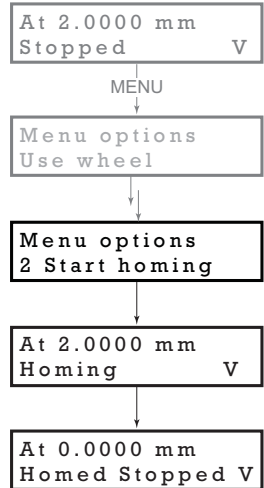 At 2.0000 mm
Stopped V
MENU
Menu options
Use wheel
Menu options
2 Start homing
At 2.0000 mm
Homing V
At 0.0000 mm
Homed Stopped V